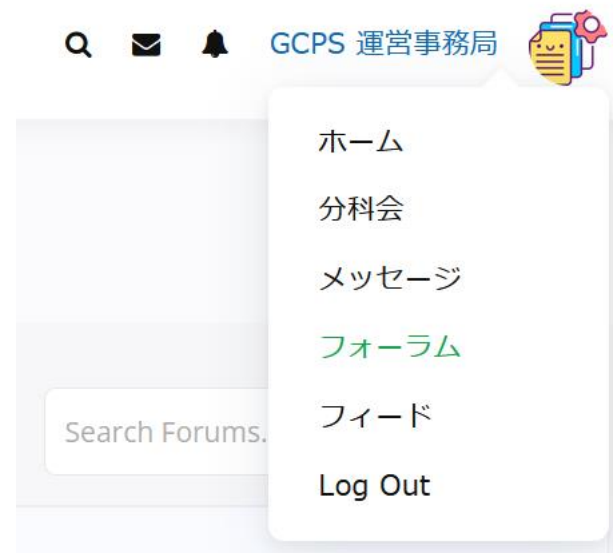 GCPS 運営事務局
ホーム
分科会
メッセージ
フォーラム
Search Forums.
フィード
Log Out